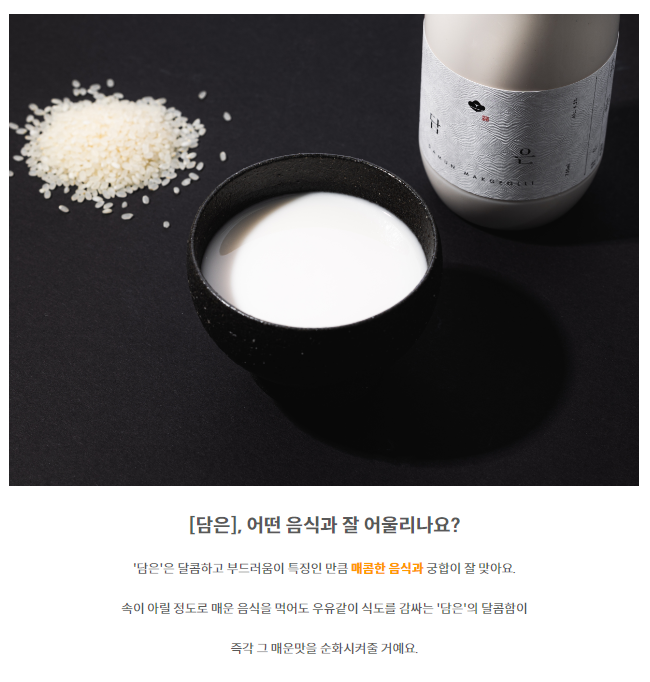 담
은
DAMUN MAKGEOLLI
[담은], 어떤 음식과 잘 어울리나요?
'담은'은 달콤하고 부드러움이 특징인 만큼 매콤한 음식과 궁합이 잘 맞아요.
속이 아릴 정도로 매운 음식을 먹어도 우유같이 식도를 감싸는 '담은'의 달콤함이
즉각 그 매운맛을 순화시켜줄 거예요.